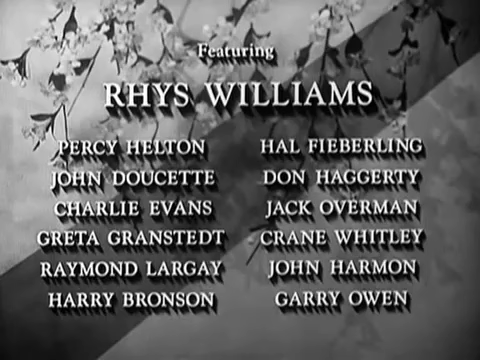 Featuring
RHYS WILLIAMS
PERCY HELTON
HAL FIEBERLING
JOHN DOUCETTE
DON HAGGERTY
CHARLIE EVANS
JACK OVERMAN
GRETA GRANSTEDT
CRANE WHITLEY
RAYMOND LARGAY
JOHN HARMON
HARRY BRONSON
GARRY OWEN